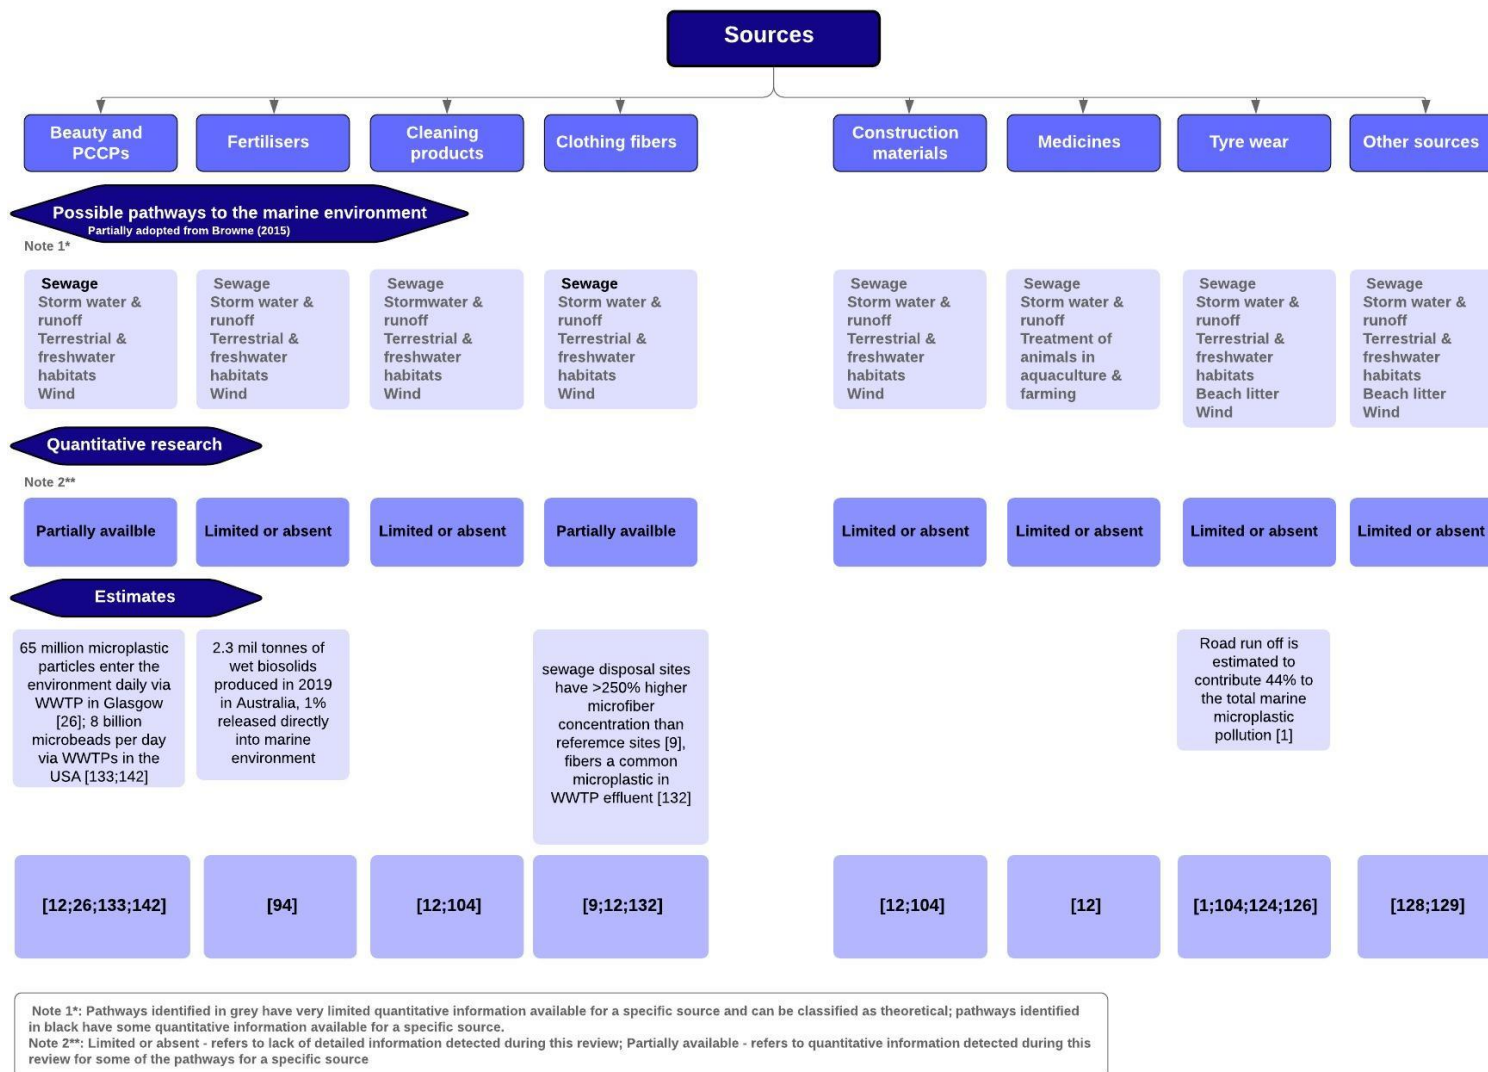 Sources
Beauty and
PCCPs
Fertilisers
Cleaning
products
Clothing fibers
Construction
materials
Medicines
Tyre wear
Other sources
Possible pathways to the marine environment
Partially adopted from Browne (2015)
Note 1*
Sewage
Storm water &
runoff
Terrestrial &
freshwater
habitats
Wind
Sewage
Storm water &
runoff
Terrestrial &
freshwater
habitats
Wind
Sewage
Stormwater &
runoff
Terrestrial &
freshwater
habitats
Wind
Sewage
Storm water &
runoff
Terrestrial &
freshwater
habitats
Wind
Sewage
Storm water &
runoff
Terrestrial &
freshwater
habitats
Wind
Sewage
Storm water &
runoff
Treatment of
animals in
aquaculture &
farming
Sewage
Storm water &
runoff
Terrestrial &
freshwater
habitats
Beach litter
Wind
Sewage
Storm water &
runoff
Terrestrial &
freshwater
habitats
Beach litter
Wind
Quantitative research
Note 2**
Partially availble
Limited or absent
Limited or absent
Partially availble
Limited or absent
Limited or absent
Limited or absent
Limited or absent
Estimates
65 million microplastic
particles enter the
environment daily via
WWTP in Glasgow
[26]; 8 billion
microbeads per day
via WWTPs in the
USA [133;142]
2.3 mil tonnes of
wet biosolids
produced in 2019
in Australia, 1%
released directly
into marine
environment
sewage disposal sites
have >250% higher
microfiber
concentration than
referemce sites [9],
fibers a common
microplastic in
WWTP effluent [132]
Road run off is
estimated to
contribute 44% to
the total marine
microplastic
pollution [1]
[12;26;133;142]
[94]
[12;104]
[9;12;132]
[12;104]
[12]
[1;104;124;126]
[128;129]
Note 1*: Pathways identified in grey have very limited quantitative information available for a specific source and can be classified as theoretical; pathways identified
in black have some quantitative information available for a specific source.
Note 2**: Limited or absent - refers to lack of detailed information detected during this review; Partially available - refers to quantitative information detected during this
review for some of the pathways for a specific source